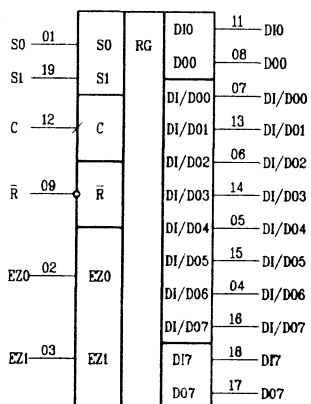 S0 01 S0 RG DI0 11 DI0
S1 19 S1 D00 08 D00
DI/D00 07 DI/D00
C 12 C DI/D01 13 DI/D01
DI/D02 06 DI/D02
R̅ 09 R̅ DI/D03 14 DI/D03
DI/D04 05 DI/D04
DI/D05 15 DI/D05
EZ0 02 EZ0 DI/D06 04 DI/D06
DI/D07 16 DI/D07
EZ1 03 EZ1 DI7 18 DI7
D07 17 D07